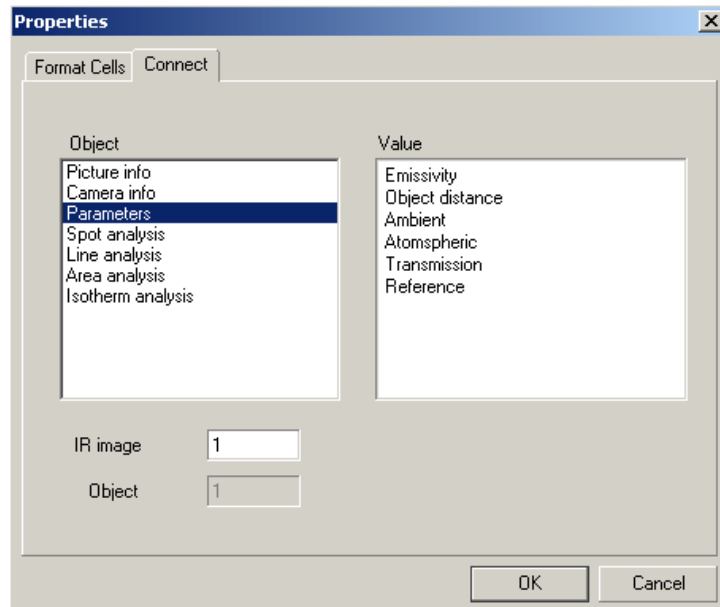 Properties
Format Cells Connect
Object
Picture info
Camera info
Parameters
Spot analysis
Line analysis
Area analysis
Isotherm analysis
Value
Emissivity
Object distance
Ambient
Atomspheric
Transmission
Reference
IR image 1
Object 1
OK Cancel